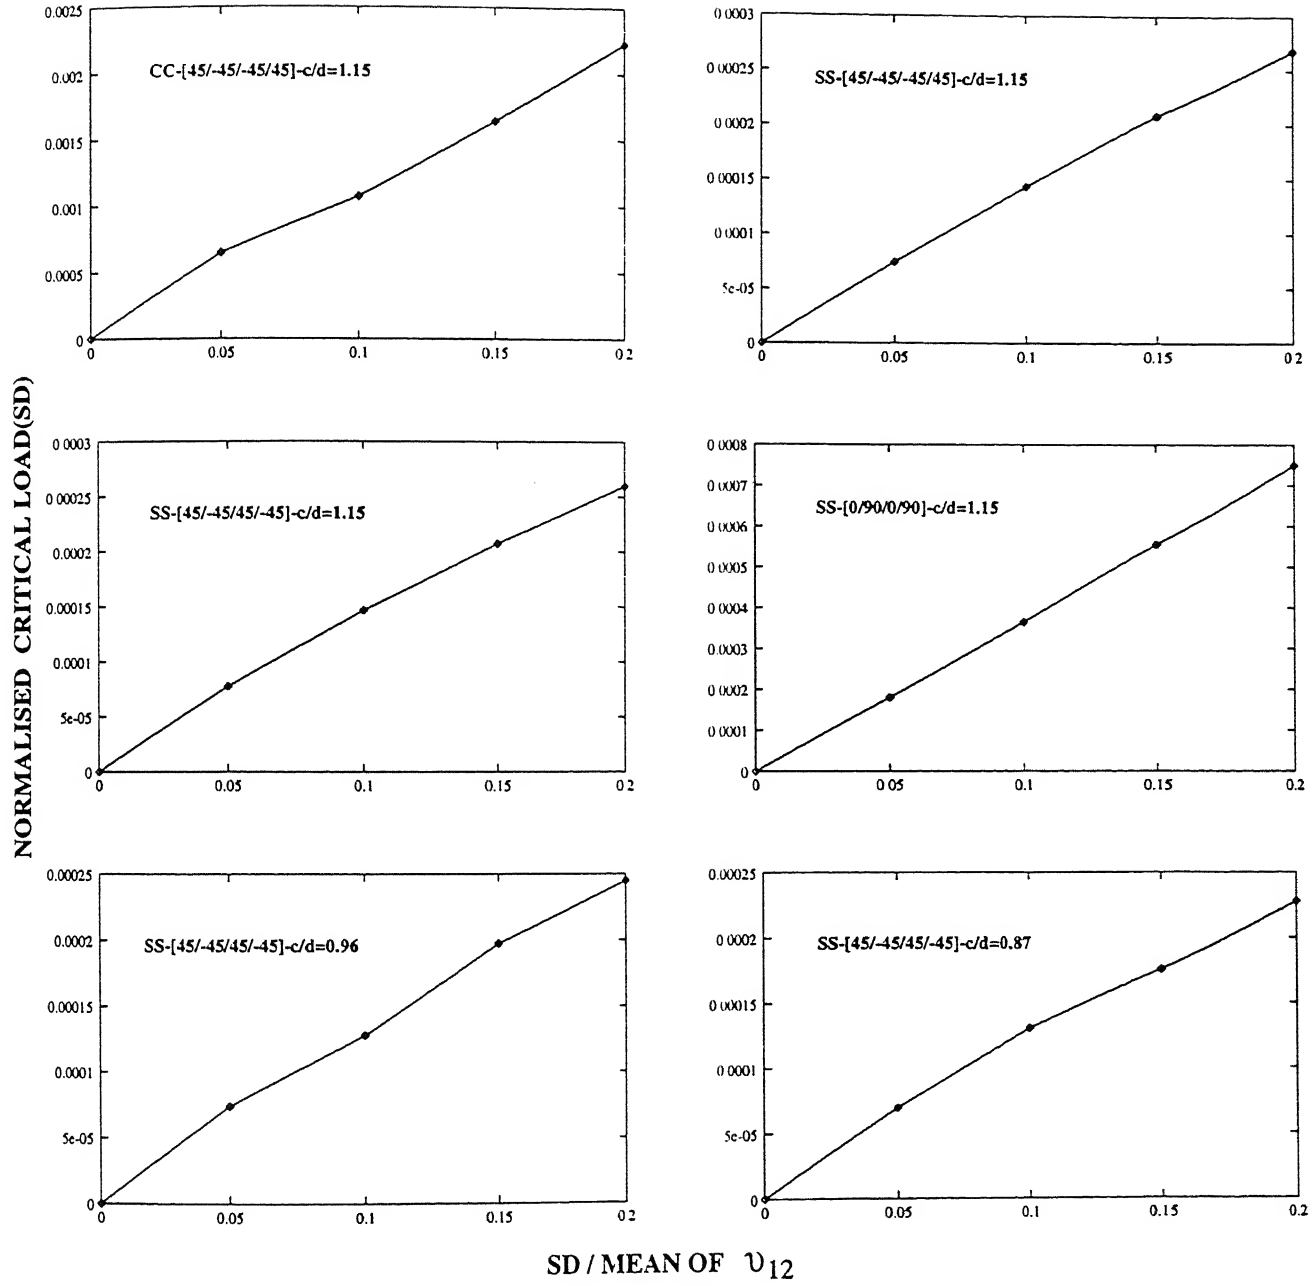 0.0025
0.002
0.0015
0.001
0.0005
0
CC-[45/-45/-45/45]-c/d=1.15
0 0.05 0.1 0.15 0 2
0 0003
0 00025
0 0002
0 00015
0 0001
5e-05
0
SS-[45/-45/-45/45]-c/d=1.15
0 0.05 0.1 0.15 0 2
NORMALISED CRITICAL LOAD(SD)
0 0003
0 00025
0 0002
0 00015
0 0001
5e-05
0
SS-[45/-45/45/-45]-c/d=1.15
0 0.05 0.1 0.15 0 2
0 0008
0 0007
0 0006
0 0005
0 0004
0 0003
0 0002
0 0001
0
SS-[0/90/0/90]-c/d=1.15
0 0 05 0.1 0.15 0.2
0.00025
0.0002
0.00015
0.0001
5e-05
0
SS-[45/-45/45/-45]-c/d=0.96
0 0.05 0.1 0.15 0.2
0.00025
0 0002
0 00015
0 0001
5e-05
0
SS-[45/-45/45/-45]-c/d=0.87
0 0.05 0.1 0.15 0.2
SD / MEAN OF υ12